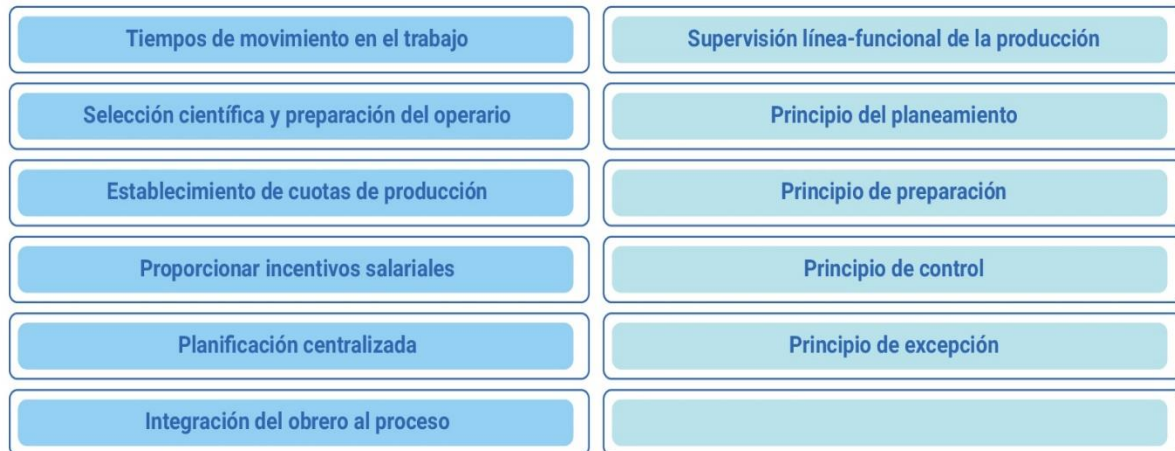 Tiempos de movimiento en el trabajo
Selección científica y preparación del operario
Establecimiento de cuotas de producción
Proporcionar incentivos salariales
Planificación centralizada
Integración del obrero al proceso
Supervisión línea-funcional de la producción
Principio del planeamiento
Principio de preparación
Principio de control
Principio de excepción